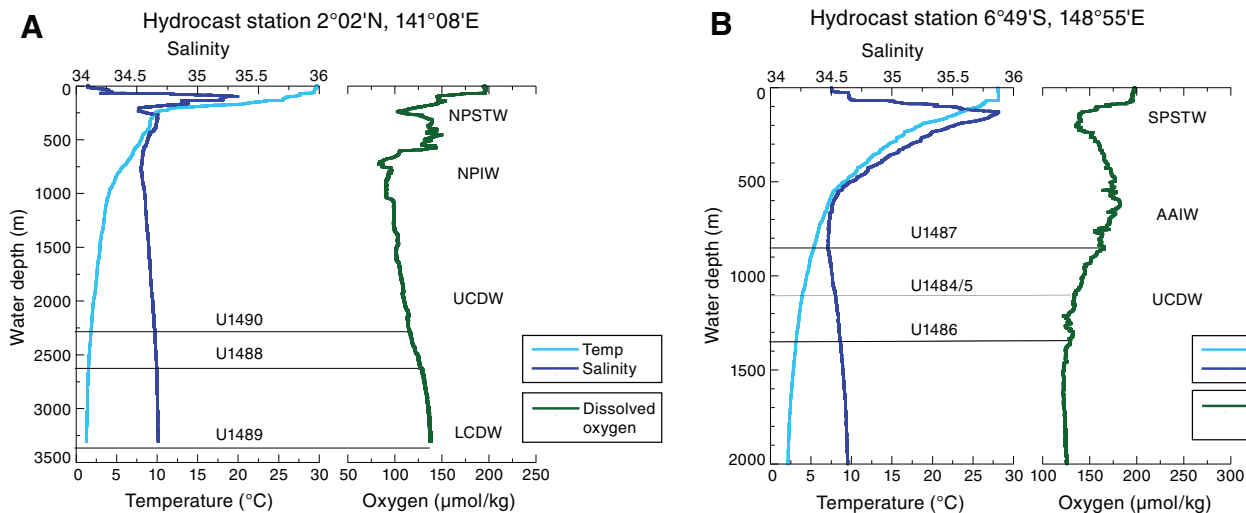 A
Hydrocast station 2°02'N, 141°08'E
Salinity
34 34.5 35 35.5 36
0
500
1000
1500
2000
2500
3000
3500
Water depth (m)
NPSTW
NPIW
UCDW
LCDW
U1490
U1488
U1489
0 5 10 15 20 25 30
Temperature (°C)
50 100 150 200 250
Oxygen (µmol/kg)
Temp
Salinity
Dissolved
oxygen
B
Hydrocast station 6°49'S, 148°55'E
Salinity
34 34.5 35 35.5 36
0
500
1000
1500
2000
Water depth (m)
SPSTW
AAIW
UCDW
U1487
U1484/5
U1486
0 5 10 15 20 25 30
Temperature (°C)
100 150 200 250 300
Oxygen (µmol/kg)